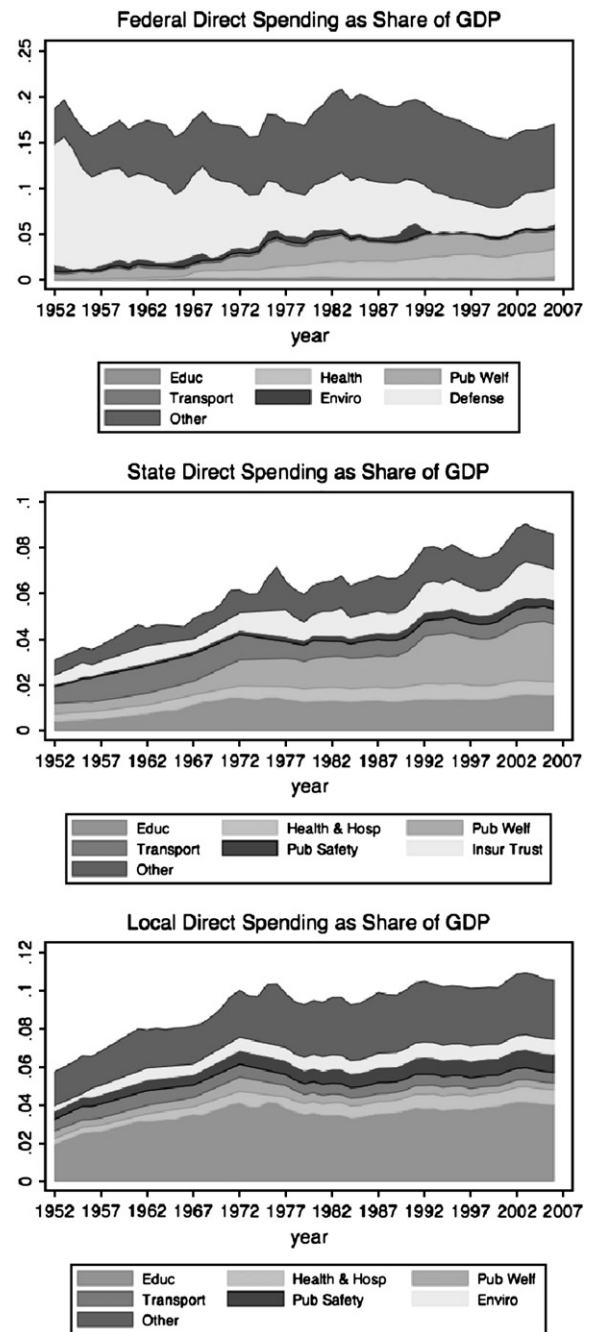 Federal Direct Spending as Share of GDP
.25
.2
.15
.1
.05
0
1952 1957 1962 1967 1972 1977 1982 1987 1992 1997 2002 2007
year
Educ Health Pub Welf
Transport Enviro Defense
Other
State Direct Spending as Share of GDP
.1
.08
.06
.04
.02
0
1952 1957 1962 1967 1972 1977 1982 1987 1992 1997 2002 2007
year
Educ Health & Hosp Pub Welf
Transport Pub Safety Insur Trust
Other
Local Direct Spending as Share of GDP
.12
.1
.08
.06
.04
.02
0
1952 1957 1962 1967 1972 1977 1982 1987 1992 1997 2002 2007
year
Educ Health & Hosp Pub Welf
Transport Pub Safety Enviro
Other